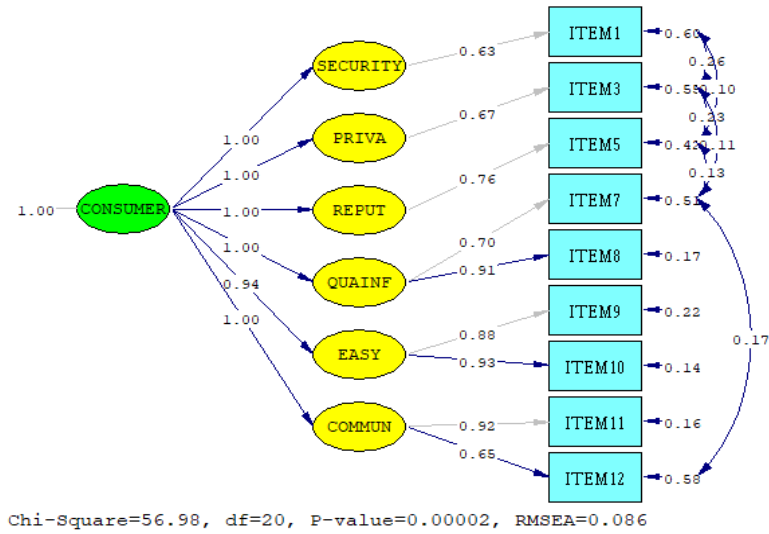 ITEM1
0.60
SECURITY
0.63
0.26
ITEM3
0.10
0.67
0.23
PRIVA
ITEM5
0.11
1.00
0.76
0.13
1.00
ITEM7
0.51
1.00 CONSUMER
1.00
REPUT
0.70
1.00
0.91
ITEM8
0.17
0.94
QUAINF
1.00
0.88
ITEM9
0.22
0.17
EASY
0.93
ITEM10
0.14
0.92
ITEM11
0.16
COMMUN
0.65
ITEM12
0.58
Chi-Square=56.98, df=20, P-value=0.00002, RMSEA=0.086